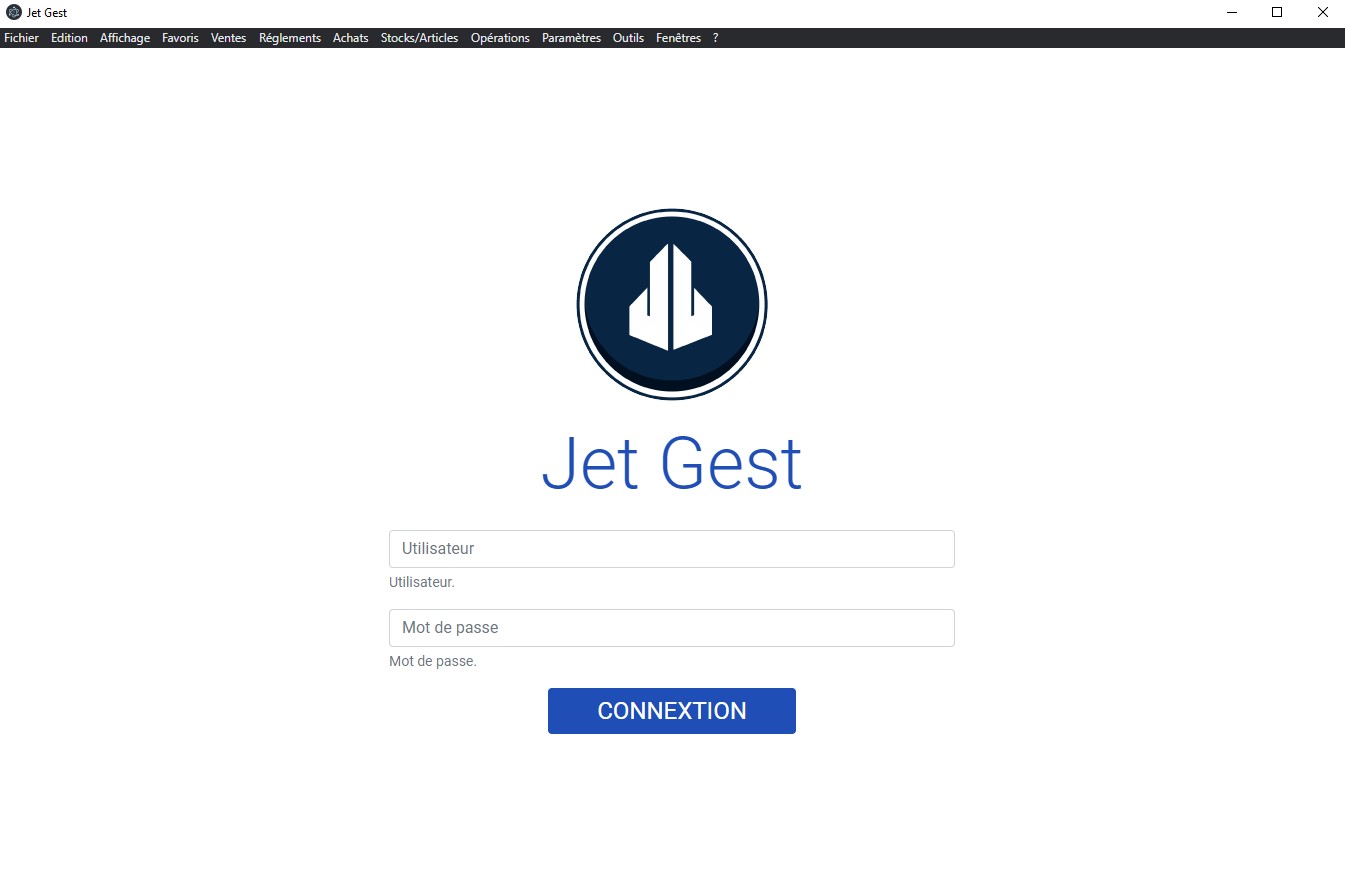 Jet Gest
Fichier Edition Affichage Favoris Ventes Réglements Achats Stocks/Articles Opérations Paramètres Outils Fenêtres ?
Jet Gest
Utilisateur
Utilisateur.
Mot de passe
Mot de passe.
CONNEXTION